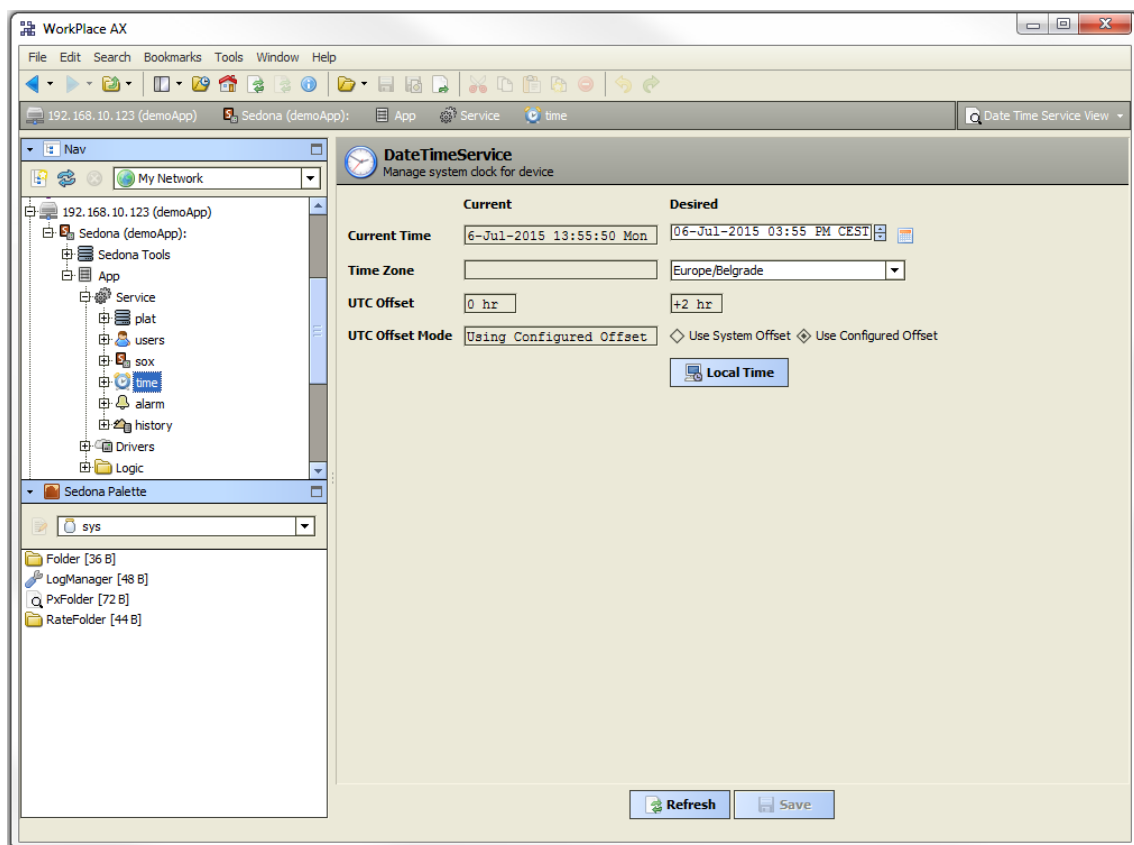 WorkPlace AX
File Edit Search Bookmarks Tools Window Help
192.168.10.123 (demoApp) Sedona (demoApp): App Service time Date Time Service View
Nav
My Network
192.168.10.123 (demoApp)
Sedona (demoApp):
Sedona Tools
App
Service
plat
users
sox
time
alarm
history
Drivers
Logic
Sedona Palette
sys
Folder [36 B]
LogManager [48 B]
PxFolder [72 B]
RateFolder [44 B]
DateTimeService
Manage system clock for device
Current Desired
Current Time 6-Jul-2015 13:55:50 Mon 06-Jul-2015 03:55 PM CEST
Time Zone Europe/Belgrade
UTC Offset 0 hr +2 hr
UTC Offset Mode Using Configured Offset Use System Offset Use Configured Offset
Local Time
Refresh Save